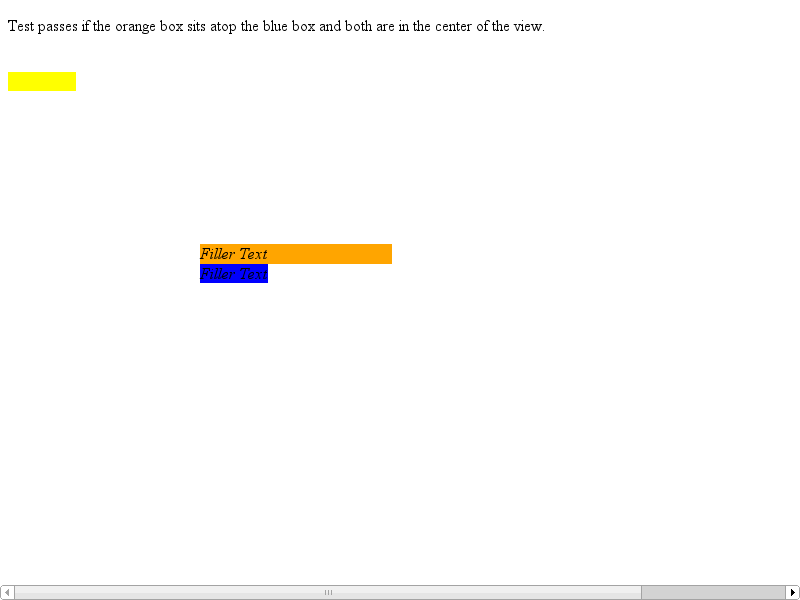 Test passes if the orange box sits atop the blue box and both are in the center of the view.
Filler Text
Filler Text